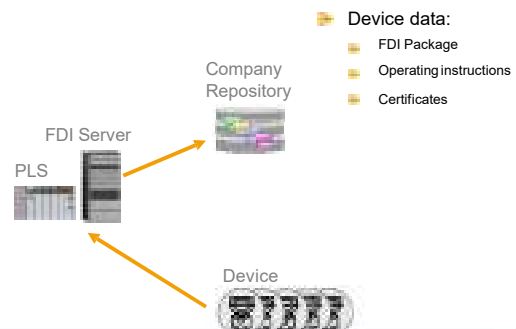 Device data:
FDI Package
Operating instructions
Certificates
Company
Repository
FDI Server
PLS
Device